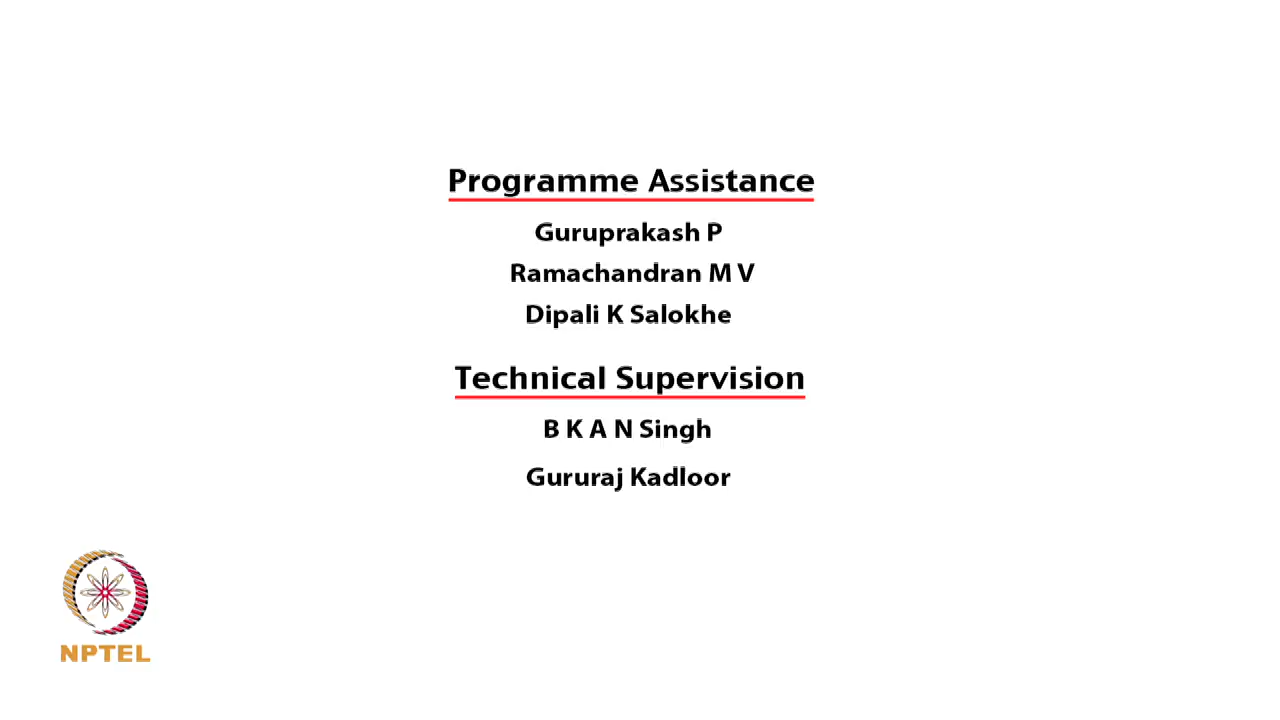 Programme Assistance
Guruprakash P
Ramachandran M V
Dipali K Salokhe
Technical Supervision
B K A N Singh
Gururaj Kadloor
NPTEL